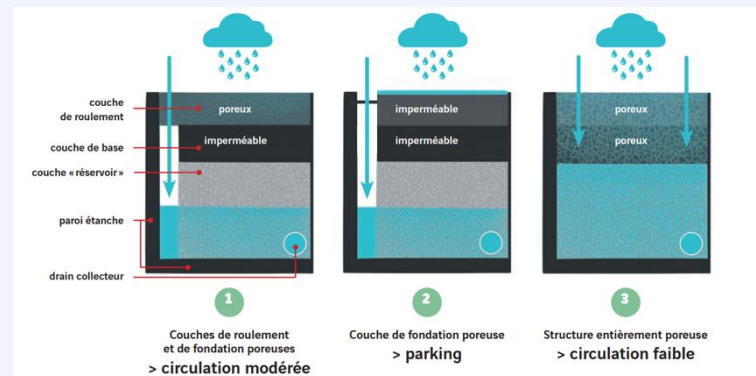 couche
de roulement
couche de base
couche « réservoir »
paroi étanche
drain collecteur
poreux
imperméable
imperméable
imperméable
poreux
poreux
1
Couches de roulement
et de fondation poreuses
> circulation modérée
2
Couche de fondation poreuse
> parking
3
Structure entièrement poreuse
> circulation faible